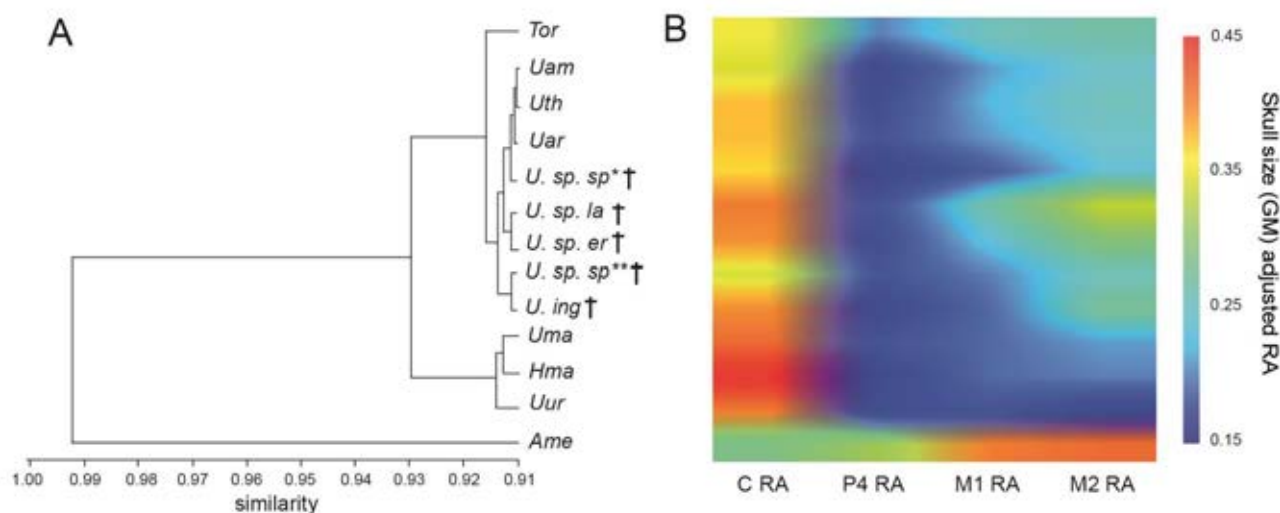 A
Tor
Uam
Uth
Uar
U. sp. sp*†
U. sp. la †
U. sp. er†
U. sp. sp**†
U. ing†
Uma
Hma
Uur
Ame
1.00 0.99 0.98 0.97 0.96 0.95 0.94 0.93 0.92 0.91
similarity
B
C RA P4 RA M1 RA M2 RA
0.45
0.35
0.25
0.15
Skull size (GM) adjusted RA